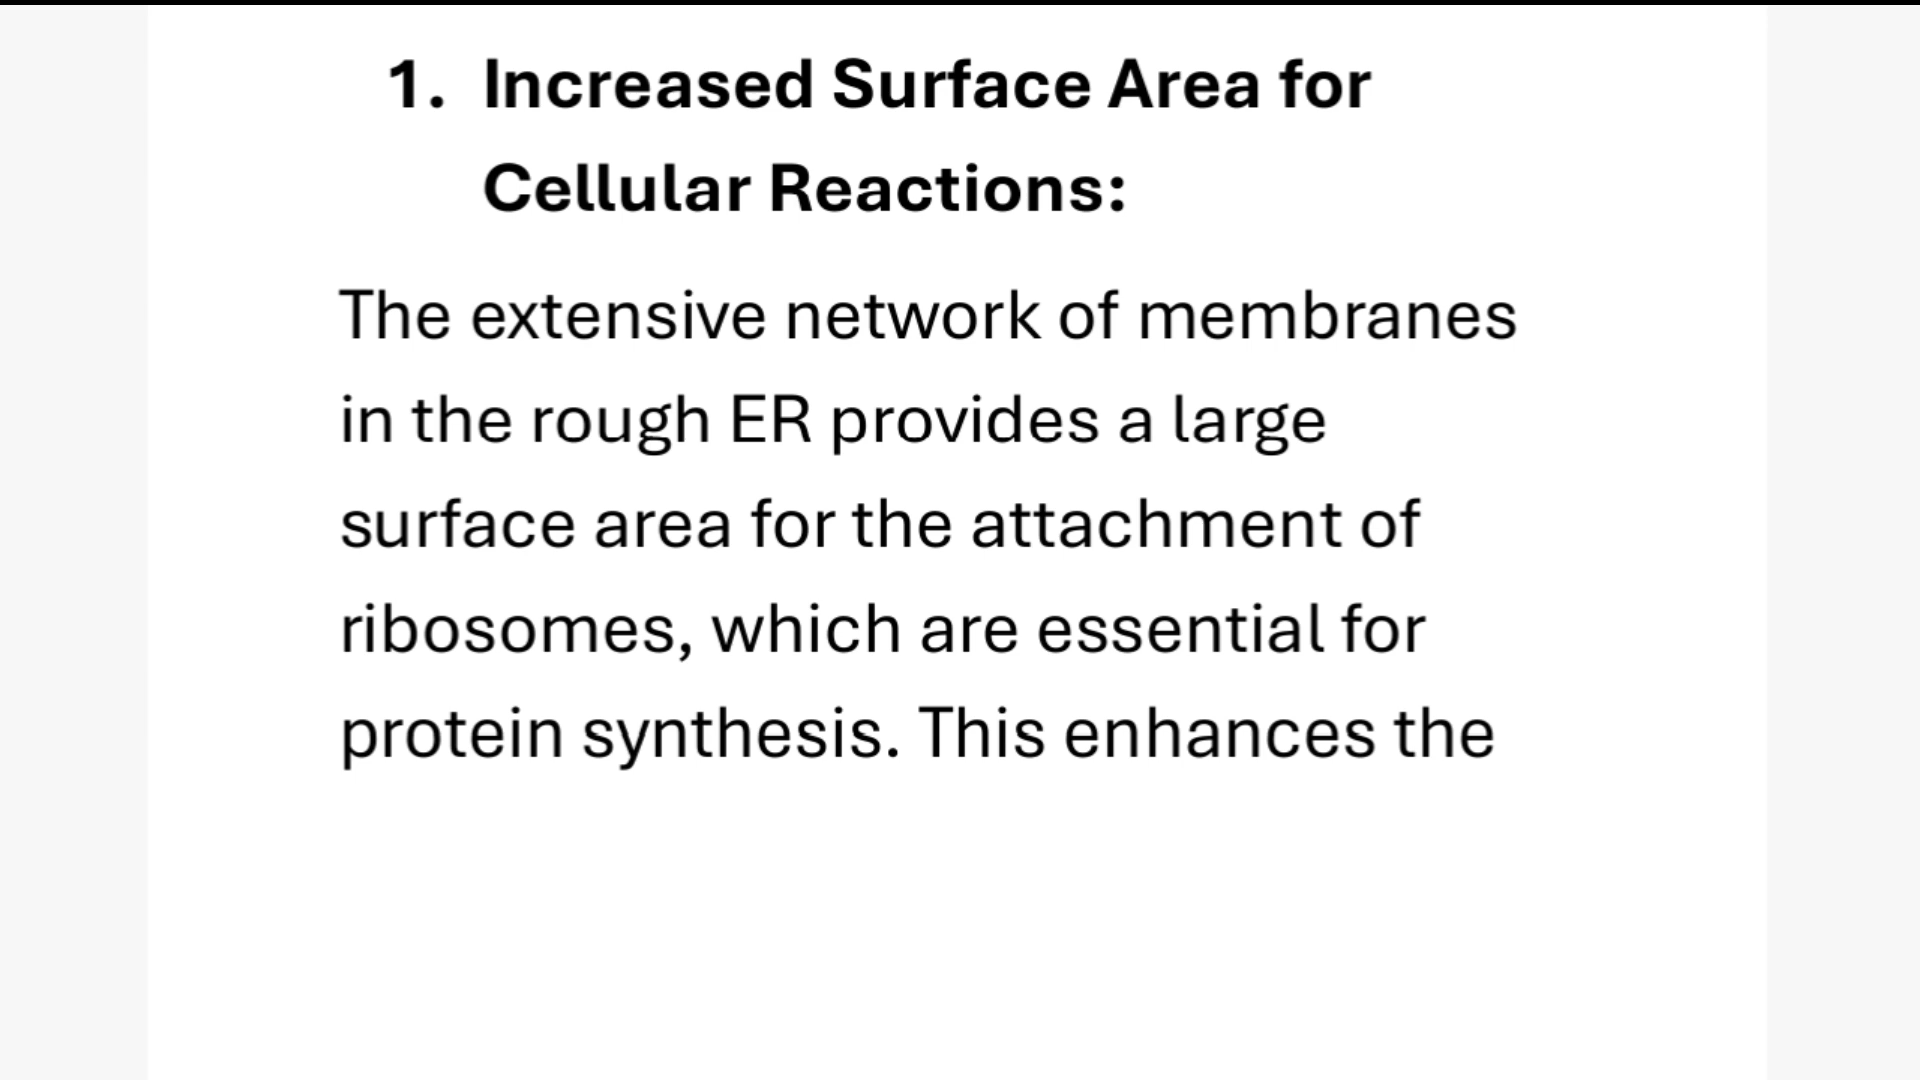 1. Increased Surface Area for
Cellular Reactions:
The extensive network of membranes
in the rough ER provides a large
surface area for the attachment of
ribosomes, which are essential for
protein synthesis. This enhances the